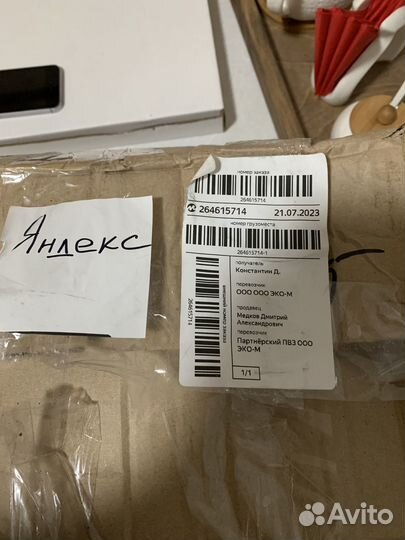 Яндекс
номер заказа
264615714
264615714 21.07.2023
номер грузоместа
264615714-1
получатель
Константин Д.
перевозчик
ООО ООО ЭКО-М
продавец
Медков Дмитрий
Александрович
перевозчик
Партнёрский ПВЗ ООО
ЭКО-М
1/1
264615714
Avito